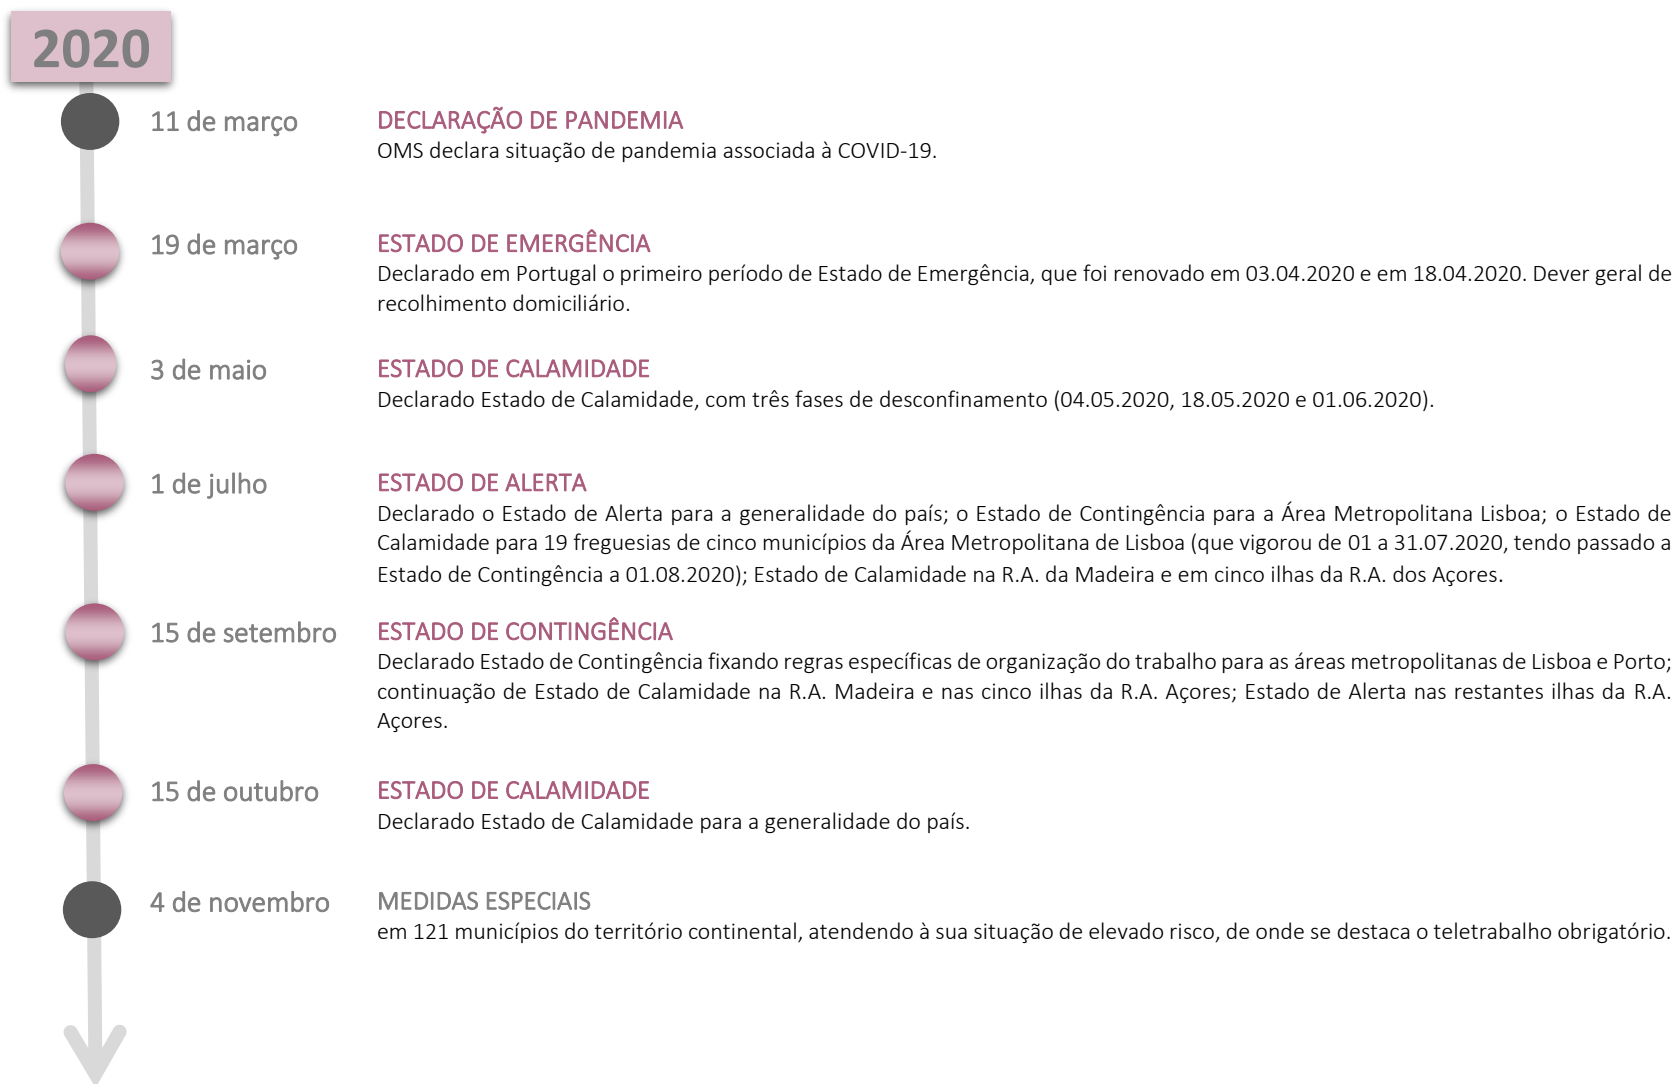 2020
11 de março
DECLARAÇÃO DE PANDEMIA
OMS declara situação de pandemia associada à COVID-19.
19 de março
ESTADO DE EMERGÊNCIA
Declarado em Portugal o primeiro período de Estado de Emergência, que foi renovado em 03.04.2020 e em 18.04.2020. Dever geral de
recolhimento domiciliário.
3 de maio
ESTADO DE CALAMIDADE
Declarado Estado de Calamidade, com três fases de desconfinamento (04.05.2020, 18.05.2020 e 01.06.2020).
1 de julho
ESTADO DE ALERTA
Declarado o Estado de Alerta para a generalidade do país; o Estado de Contingência para a Área Metropolitana Lisboa; o Estado de
Calamidade para 19 freguesias de cinco municípios da Área Metropolitana de Lisboa (que vigorou de 01 a 31.07.2020, tendo passado a
Estado de Contingência a 01.08.2020); Estado de Calamidade na R.A. da Madeira e em cinco ilhas da R.A. dos Açores.
15 de setembro
ESTADO DE CONTINGÊNCIA
Declarado Estado de Contingência fixando regras específicas de organização do trabalho para as áreas metropolitanas de Lisboa e Porto;
continuação de Estado de Calamidade na R.A. Madeira e nas cinco ilhas da R.A. Açores; Estado de Alerta nas restantes ilhas da R.A.
Açores.
15 de outubro
ESTADO DE CALAMIDADE
Declarado Estado de Calamidade para a generalidade do país.
4 de novembro
MEDIDAS ESPECIAIS
em 121 municípios do território continental, atendendo à sua situação de elevado risco, de onde se destaca o teletrabalho obrigatório.